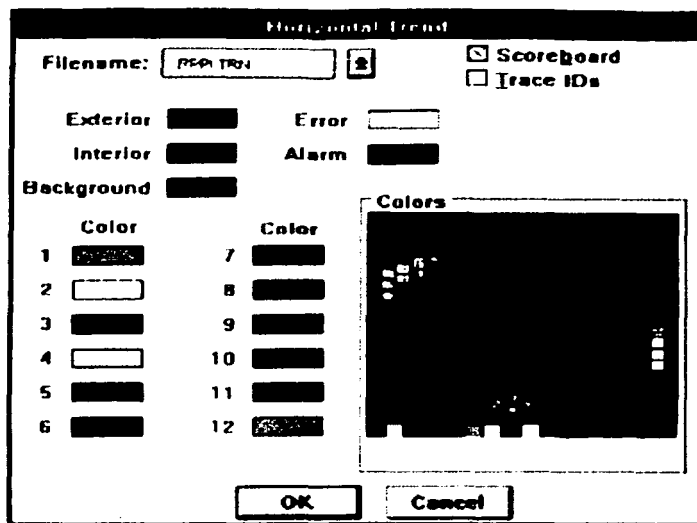 Horizontal Trend
Filename:
Scoreboard
Trace IDs
Exterior
Error
Interior
Alarm
Background
Colors
Color
Color
1
7
2
8
3
9
4
10
5
11
6
12
OK
Cancel